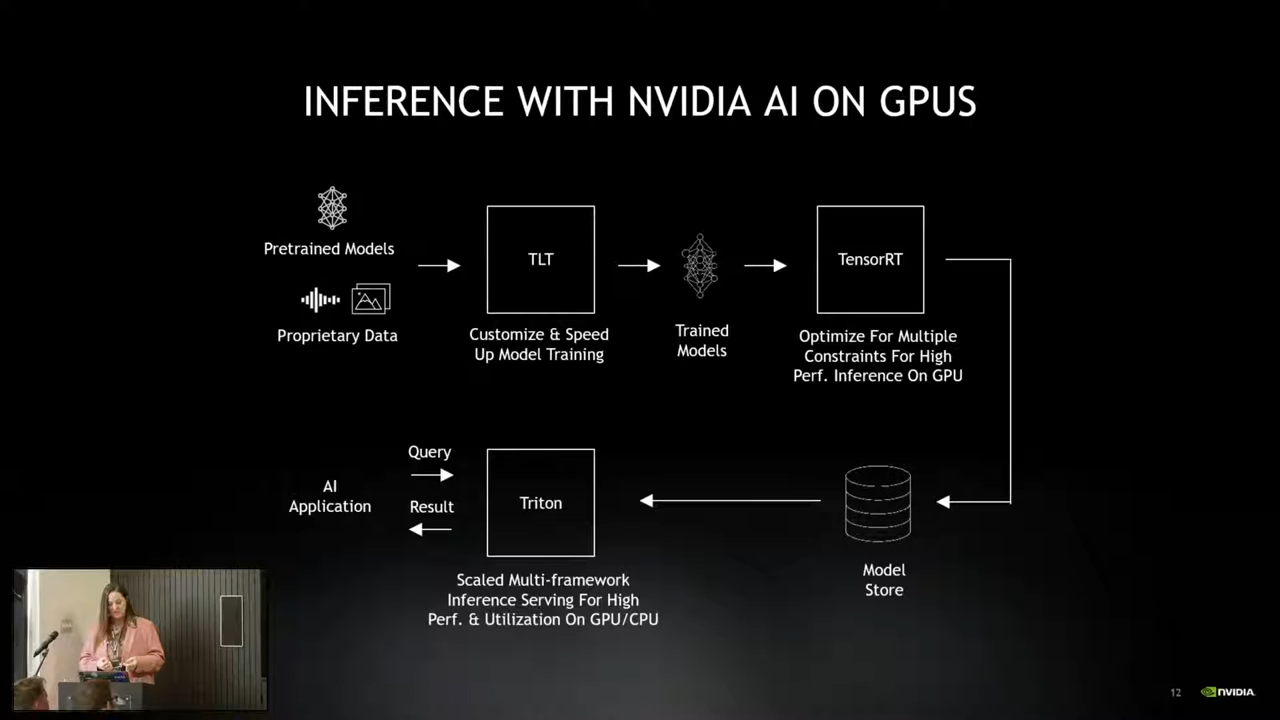 INFERENCE WITH NVIDIA AI ON GPUS
Pretrained Models
Proprietary Data
TLT
Customize & Speed
Up Model Training
Trained
Models
TensorRT
Optimize For Multiple
Constraints For High
Perf. Inference On GPU
AI
Application
Query
Result
Triton
Scaled Multi-framework
Inference Serving For High
Perf. & Utilization On GPU/CPU
Model
Store
12
NVIDIA.